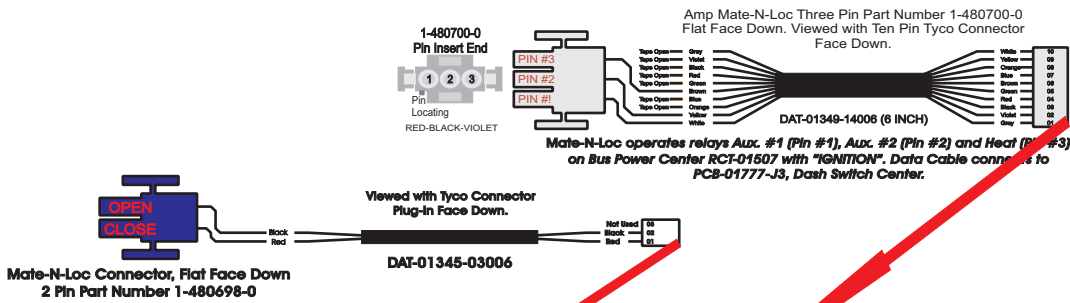 Amp Mate-N-Loc Three Pin Part Number 1-480700-0
Flat Face Down. Viewed with Ten Pin Tyco Connector
Face Down.
1-480700-0
Pin Insert End
1 2 3
Pin
Locating
RED-BLACK-VIOLET
PIN #3
PIN #2
PIN #!
Tape Open Gray
Tape Open Violet
Tape Open Black
Tape Open Red
Tape Open Green
Brown
Tape Open Blue
Tape Open Orange
Yellow
White
White 10
Yellow 09
Orange 08
Blue 07
Brown 06
Green 05
Red 04
Black 03
Violet 02
Gray 01
DAT-01349-14006 (6 INCH)
Mate-N-Loc operates relays Aux. #1 (Pin #1), Aux. #2 (Pin #2) and Heat (Pin #3)
on Bus Power Center RCT-01507 with "IGNITION". Data Cable connects to
PCB-01777-J3, Dash Switch Center.
OPEN
CLOSE
Black
Red
Viewed with Tyco Connector
Plug-In Face Down.
Not Used 03
Black 02
Red 01
DAT-01345-03006
Mate-N-Loc Connector, Flat Face Down
2 Pin Part Number 1-480698-0